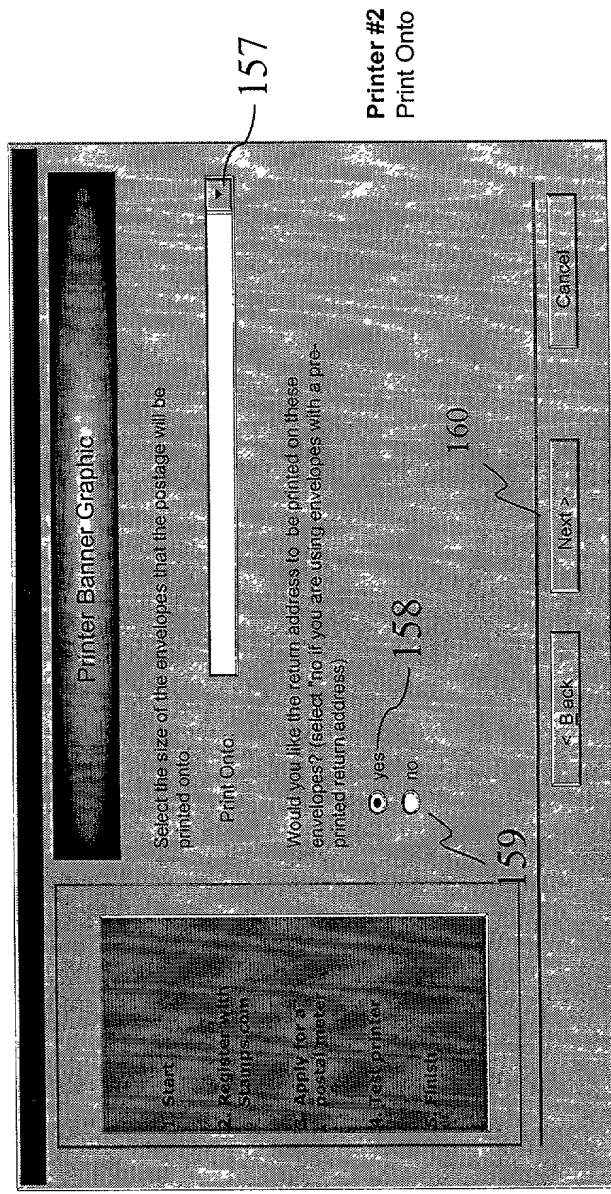 Printer Banner Graphic
1. Start
2. Register with
Stamps.com
3. Apply for a
postal meter
4. Test printer
5. Finish
Select the size of the envelopes that the postage will be
printed onto
Print Onto
157
Would you like the return address to be printed on these
envelopes? (select "no if you are using envelopes with a pre-
printed return address)
yes
158
no
159
160
< Back
Next >
Cancel
Printer #2
Print Onto